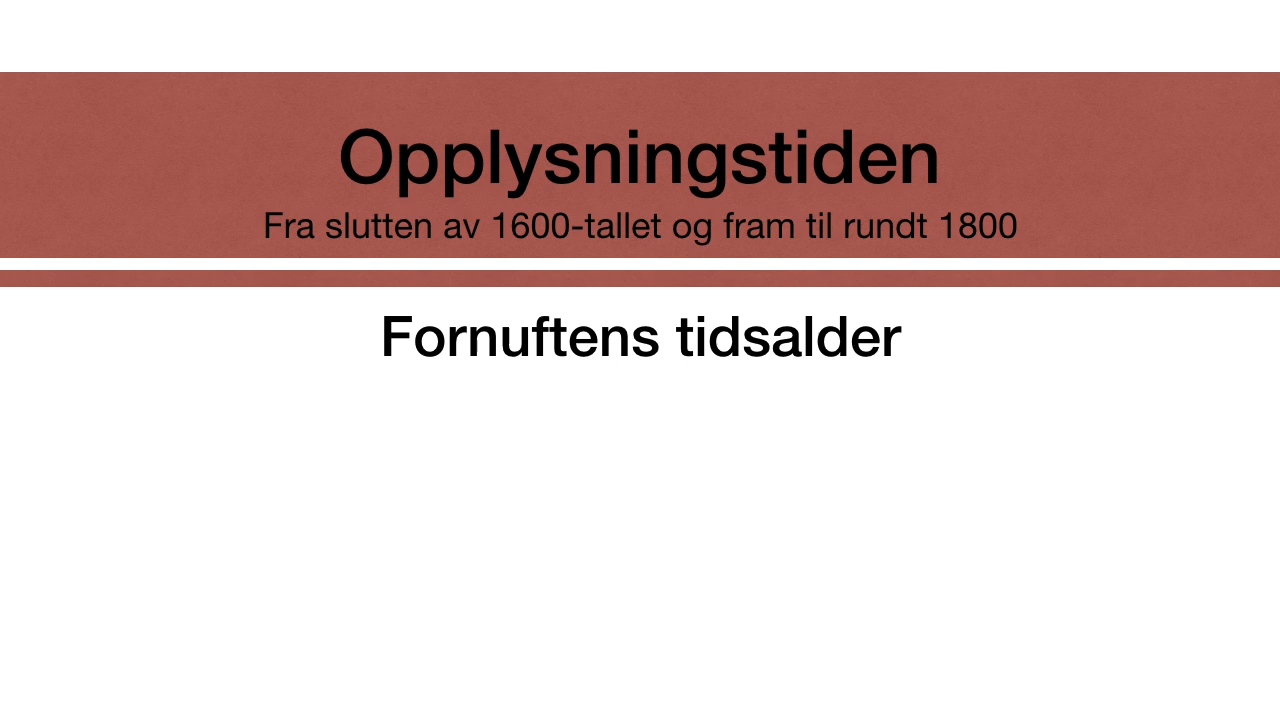 Opplysningstiden
Fra slutten av 1600-tallet og fram til rundt 1800
Fornuftens tidsalder